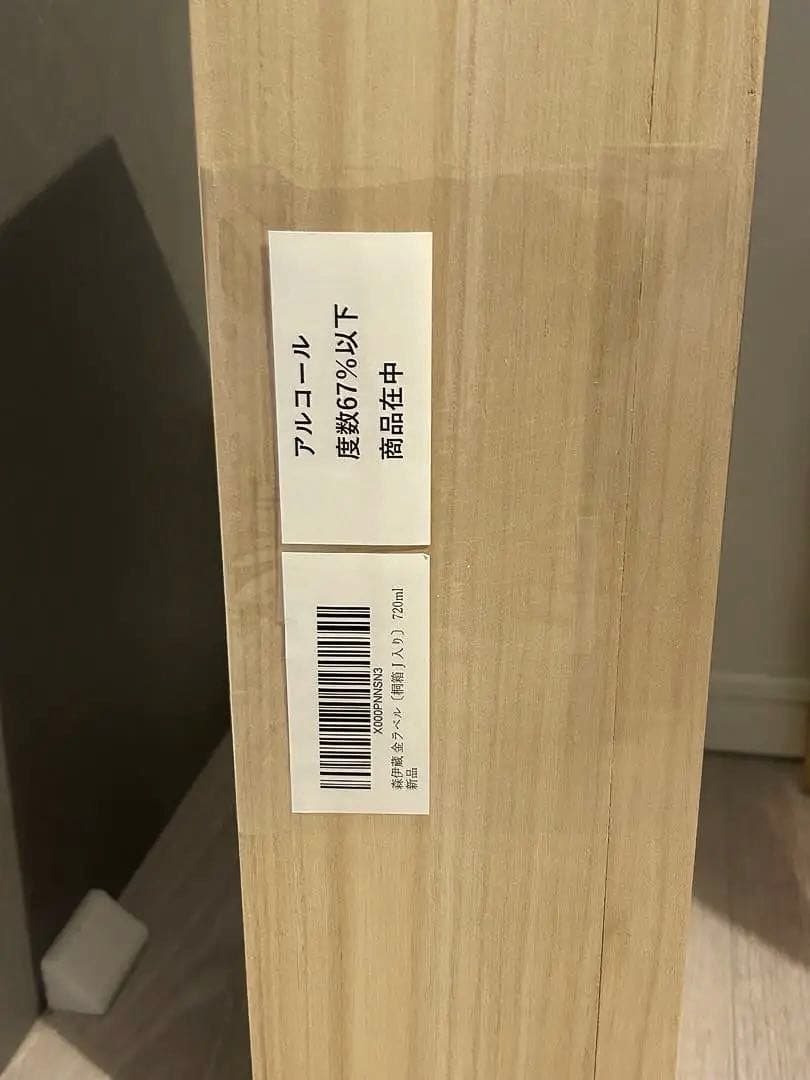 アルコール
度数67%以下
商品在中
X000PNNSN3
森伊蔵 金ラベル〔桐箱J入り〕 720ml
新品